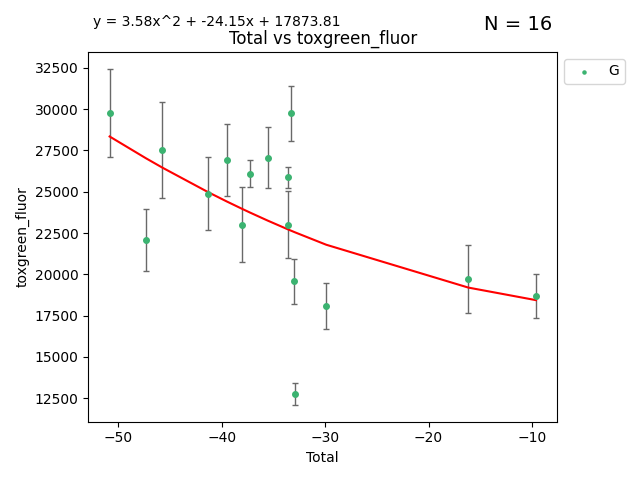 y = 3.58x^2 + -24.15x + 17873.81
N = 16
Total vs toxgreen_fluor
G
toxgreen_fluor
32500
30000
27500
25000
22500
20000
17500
15000
12500
−50
−40
−30
−20
−10
Total